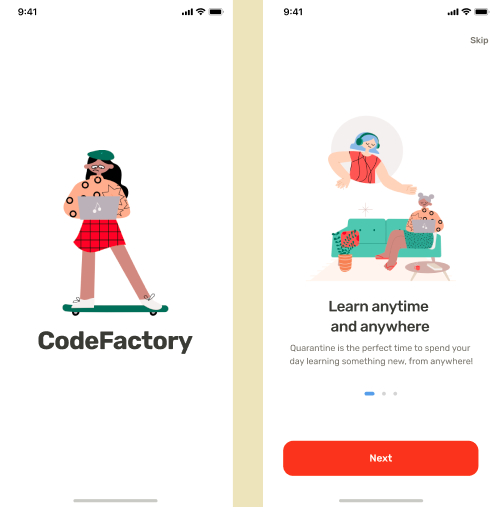 9:41
CodeFactory
9:41
Skip
Learn anytime
and anywhere
Quarantine is the perfect time to spend your
day learning something new, from anywhere!
Next